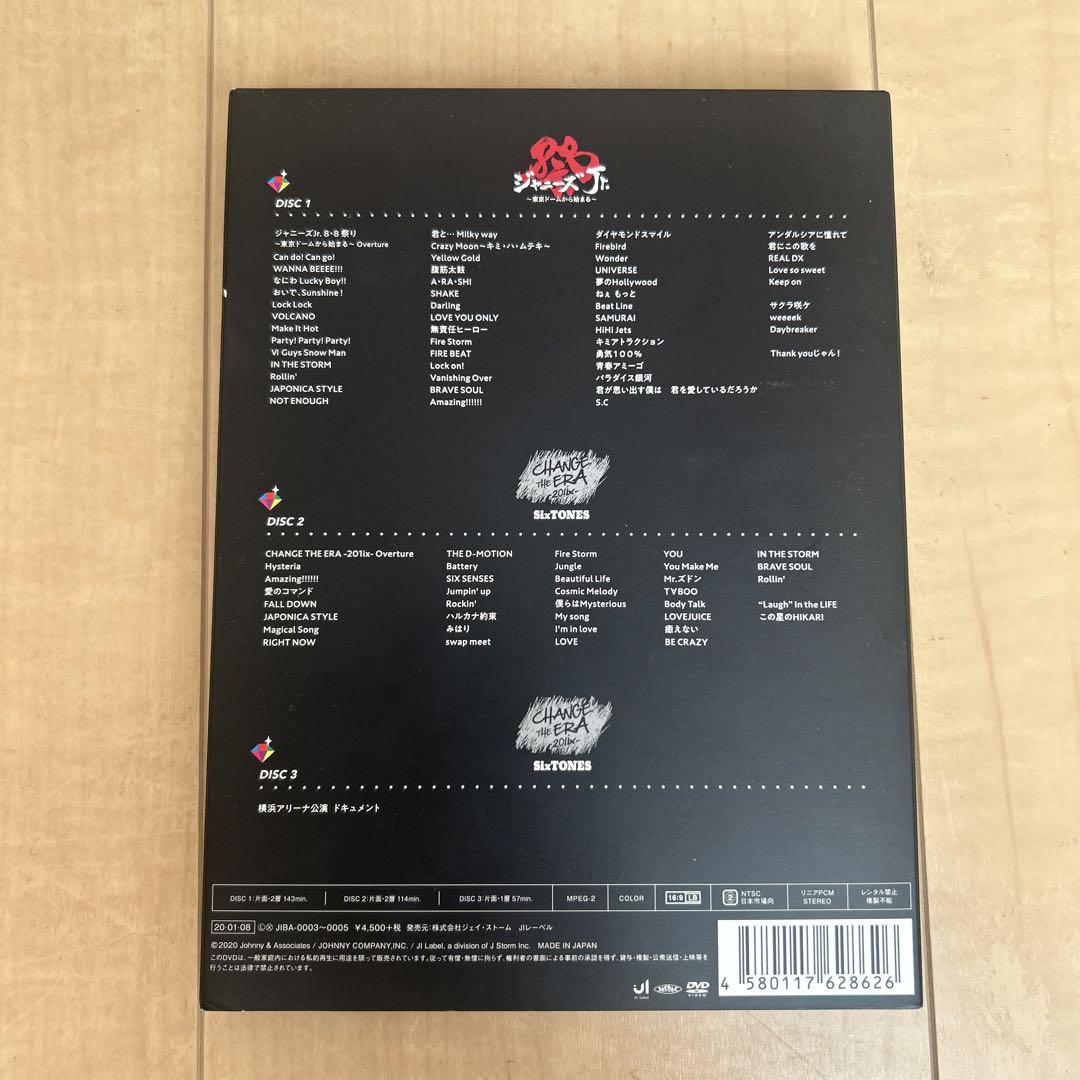 祭
ジャニーズJr.
～東京ドームから始まる～
DISC 1
ジャニーズJr. 8・8 祭り
～東京ドームから始まる～ Overture
Can do! Can go!
WANNA BEEEE!!!
なにわ Lucky Boy!!
おいで、Sunshine!
Lock Lock
VOLCANO
Make It Hot
Party! Party! Party!
VI Guys Snow Man
IN THE STORM
Rollin'
JAPONICA STYLE
NOT ENOUGH
君と… Milky way
Crazy Moon～キミ・ハ・ムテキ～
Yellow Gold
腹筋太鼓
A・RA・SHI
SHAKE
Darling
LOVE YOU ONLY
無責任ヒーロー
Fire Storm
FIRE BEAT
Lock on!
Vanishing Over
BRAVE SOUL
Amazing!!!!!!
ダイヤモンドスマイル
Firebird
Wonder
UNIVERSE
夢のHollywood
ねぇ もっと
Beat Line
SAMURAI
HiHi Jets
キミアトラクション
勇気100%
青春アミーゴ
パラダイス銀河
君が思い出す僕は 君を愛しているだろうか
S.C
アンダルシアに憧れて
君にこの歌を
REAL DX
Love so sweet
Keep on
サクラ咲ケ
weeeek
Daybreaker
Thank youじゃん!
CHANGE
THE ERA
-201ix-
SixTONES
DISC 2
CHANGE THE ERA -201ix- Overture
Hysteria
Amazing!!!!!!
愛のコマンド
FALL DOWN
JAPONICA STYLE
Magical Song
RIGHT NOW
THE D-MOTION
Battery
SIX SENSES
Jumpin' up
Rockin'
ハルカナ約束
みはり
swap meet
Fire Storm
Jungle
Beautiful Life
Cosmic Melody
僕らはMysterious
My song
I'm in love
LOVE
YOU
You Make Me
Mr.ズドン
T∀BOO
Body Talk
LOVEJUICE
癒えない
BE CRAZY
IN THE STORM
BRAVE SOUL
Rollin'
"Laugh" In the LIFE
この星のHIKARI
CHANGE
THE ERA
-201ix-
SixTONES
DISC 3
横浜アリーナ公演 ドキュメント
DISC 1:片面・2層 143min. DISC 2:片面・2層 114min. DISC 3:片面・1層 57min. MPEG-2 COLOR 16:9 LB 2 NTSC 日本市場向 リニアPCM STEREO レンタル禁止 複製不能
20・01・08 Ⓛ Ⓧ JIBA-0003～0005 ¥4,500+税 発売元:株式会社ジェイ・ストーム JIレーベル
©2020 Johnny & Associates / JOHNNY COMPANY,INC. / JI Label, a division of J Storm Inc. MADE IN JAPAN
このDVDは、一般家庭内における私的再生に用途を限って販売されています。従って有償・無償に拘らず、権利者の書面による事前の承諾を得ず、貸与・複製・公衆送信・上映等を
行うことは法律で禁止されています。
JI
JI Label
DVD
VIDEO
4 580117 628626